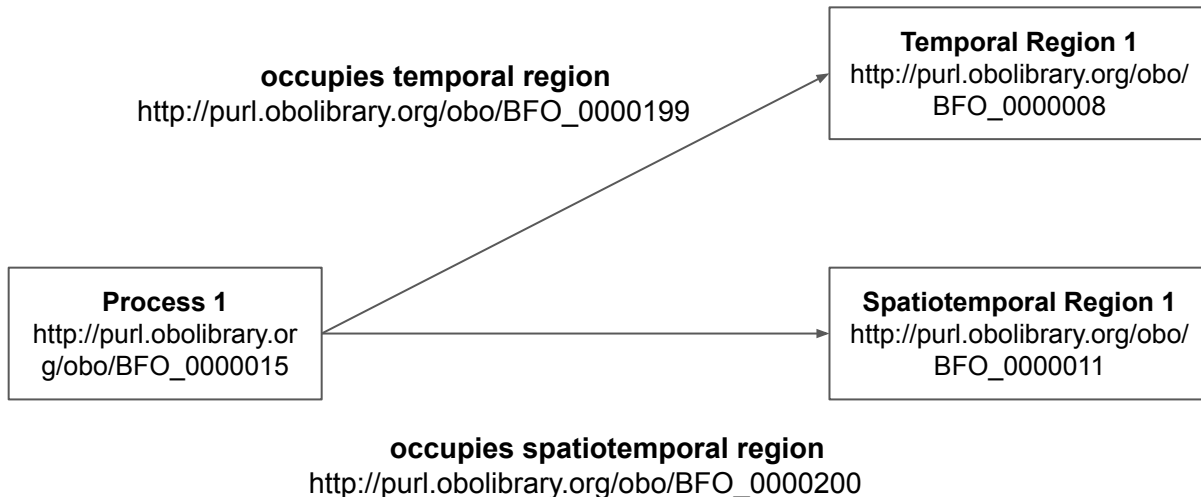 Temporal Region 1
http://purl.obolibrary.org/obo/
BFO_0000008
occupies temporal region
http://purl.obolibrary.org/obo/BFO_0000199
Process 1
http://purl.obolibrary.or
g/obo/BFO_0000015
Spatiotemporal Region 1
http://purl.obolibrary.org/obo/
BFO_0000011
occupies spatiotemporal region
http://purl.obolibrary.org/obo/BFO_0000200